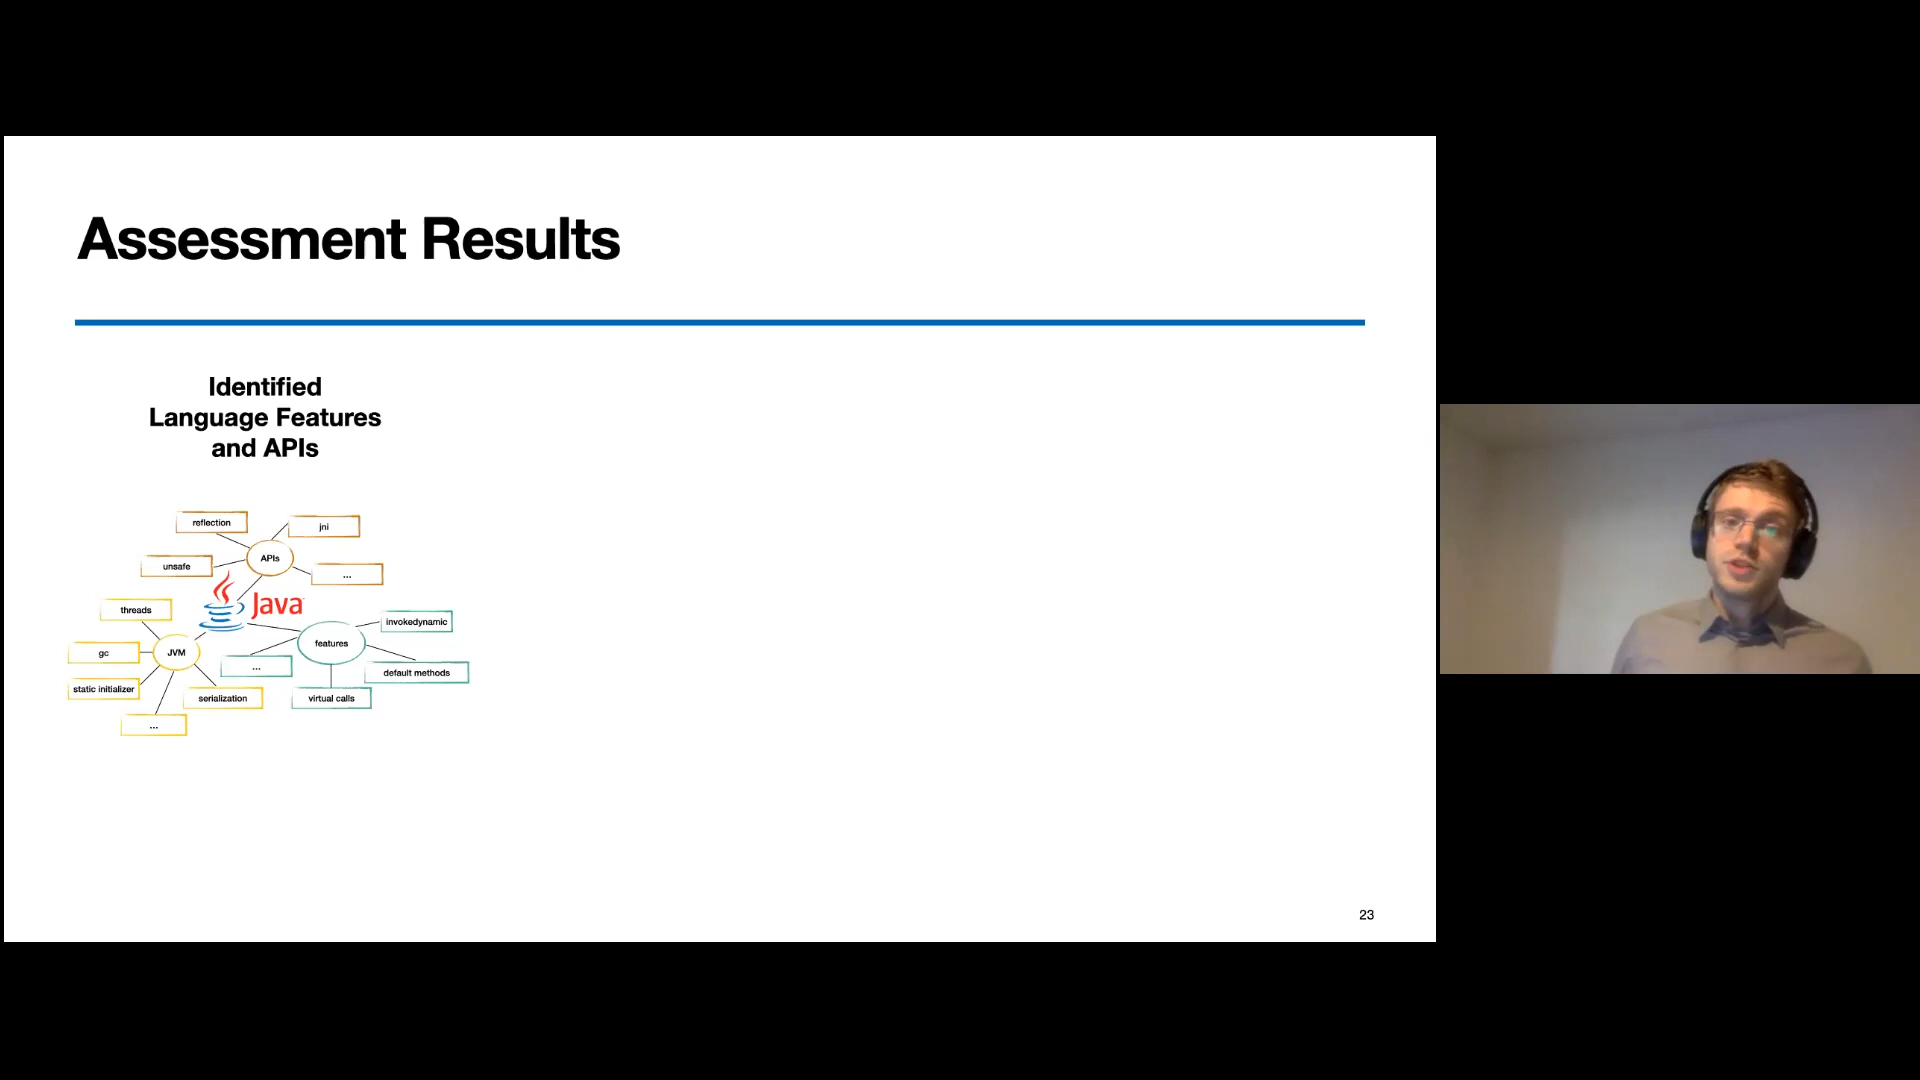 Assessment Results
Identified
Language Features
and APIs
reflection
jni
APIs
unsafe
...
Java
threads
invokedynamic
features
gc
JVM
...
default methods
static initializer
serialization
virtual calls
...
23